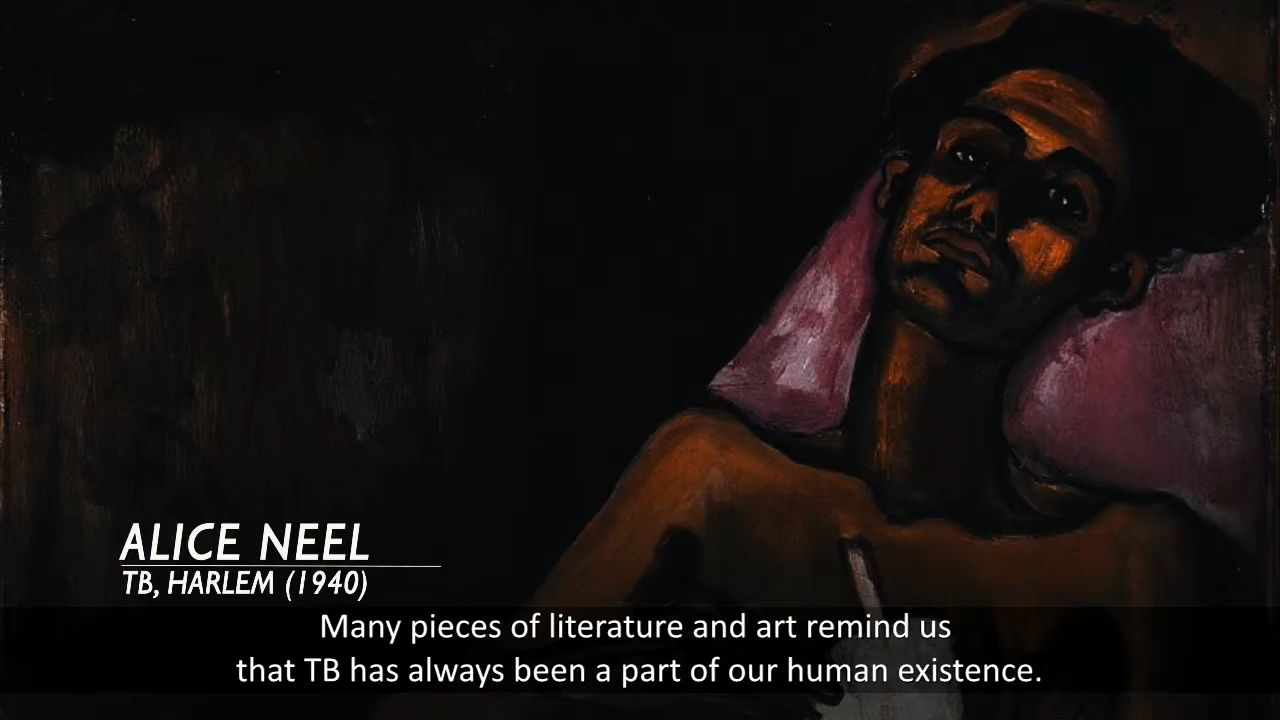 ALICE NEEL
TB, HARLEM (1940)
Many pieces of literature and art remind us
that TB has always been a part of our human existence.